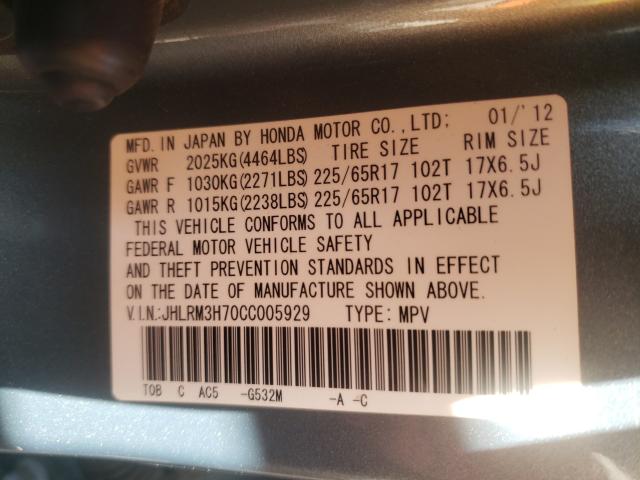 MFD. IN JAPAN BY HONDA MOTOR CO.,LTD: 01/'12
GVWR 2025KG(4464LBS) TIRE SIZE RIM SIZE
GAWR F 1030KG(2271LBS) 225/65R17 102T 17X6.5J
GAWR R 1015KG(2238LBS) 225/65R17 102T 17X6.5J
THIS VEHICLE CONFORMS TO ALL APPLICABLE
FEDERAL MOTOR VEHICLE SAFETY
AND THEFT PREVENTION STANDARDS IN EFFECT
ON THE DATE OF MANUFACTURE SHOWN ABOVE.
V.I.N.:JHLRM3H70CC005929 TYPE: MPV
TOB C AC5 -G532M -A -C